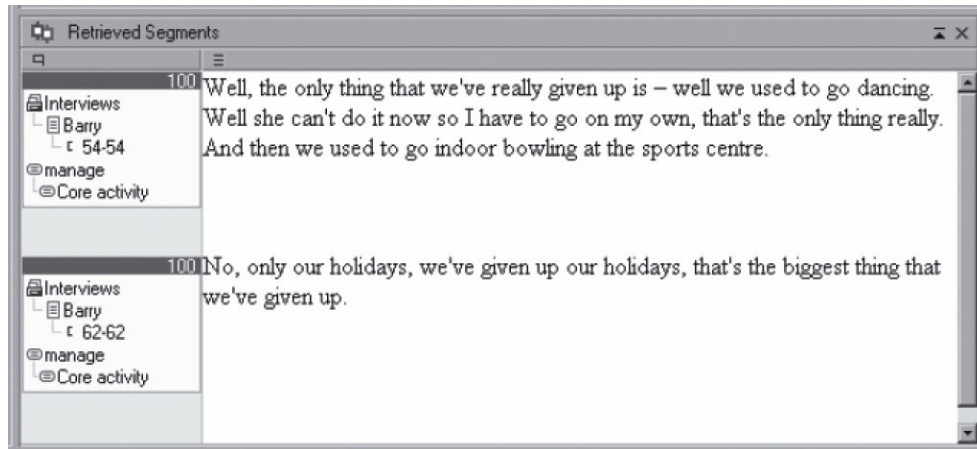 Retrieved Segments
100
Interviews
Barry
54-54
manage
Core activity
Well, the only thing that we've really given up is – well we used to go dancing.
Well she can't do it now so I have to go on my own, that's the only thing really.
And then we used to go indoor bowling at the sports centre.
100
Interviews
Barry
62-62
manage
Core activity
No, only our holidays, we've given up our holidays, that's the biggest thing that
we've given up.